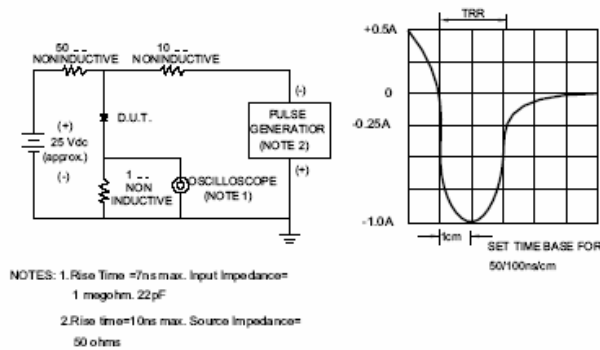 50 --
NONINDUCTIVE
10 --
NONINDUCTIVE
(+)
25 Vdc
(approx.)
(-)
D.U.T.
1 --
NON
INDUCTIVE
OSCILLOSCOPE
(NOTE 1)
(-)
PULSE
GENERATIOR
(NOTE 2)
(+)
TRR
+0.5A
0
-0.25A
-1.0A
1cm
SET TIME BASE FOR
50/100ns/cm
NOTES: 1.Rise Time =7ns max. Input Impedance=
1 megohm. 22pF
2.Rise time=10ns max. Source Impedance=
50 ohms